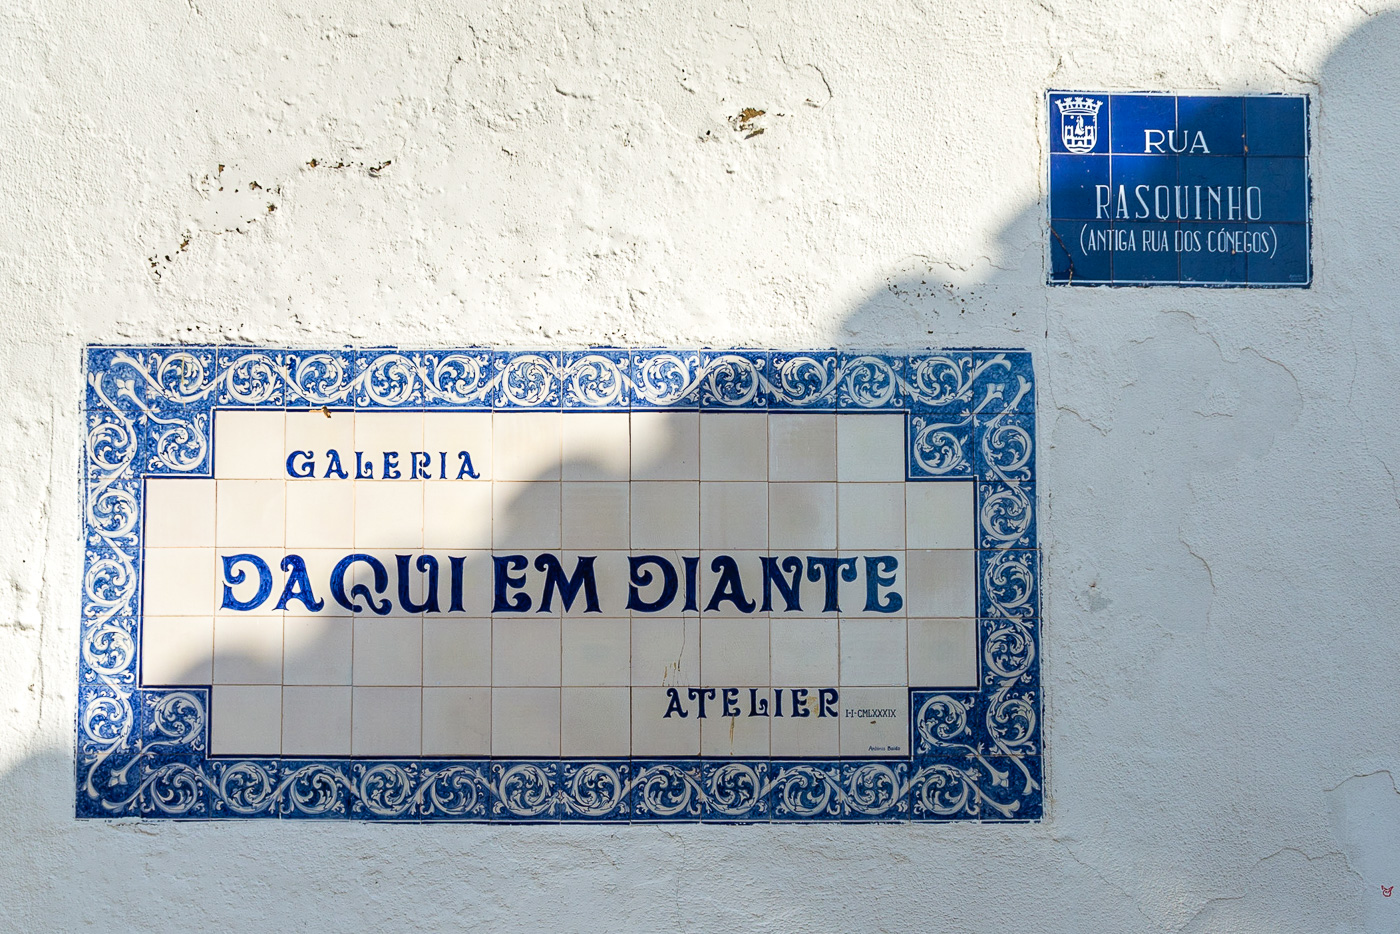 RUA
RASQUINHO
(ANTIGA RUA DOS CÓNEGOS)
GALERIA
DAQUI EM DIANTE
ATELIER
I-I-CMLXXXIX